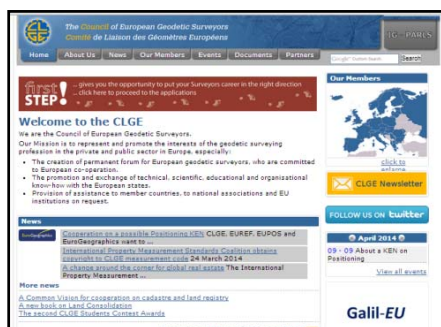 The Council of European Geodetic Surveyors
Comité de Liaison des Géomètres Européens
IG - PARLS
Home
About Us
News
Our Members
Events
Documents
Partners
Search
first STEP!
... gives you the opportunity to put your Surveyors career in the right direction
... click here to proceed to the applications
Welcome to the CLGE
We are the Council of European Geodetic Surveyors.
Our Mission is to represent and promote the interests of the geodetic surveying
profession in the private and public sector in Europe, especially:
• The creation of permanent forum for European geodetic surveyors, who are committed
to European co-operation.
• The promotion and exchange of technical, scientific, educational and organisational
know-how with the European states.
• Provision of assistance to member countries, to national associations and EU
institutions on request.
News
EuroGeographics
Cooperation on a possible Positioning KEN CLGE, EUREF, EUPOS and
EuroGeographics want to ...
International Property Measurement Standards Coalition obtains
copyright to CLGE measurement code 24 March 2014
A change around the corner for global real estate The International
Property Measurement ...
More news
A Common Vision for cooperation on cadastre and land registry
A new book on Land Consolidation
The second CLGE Students Contest Awards
Our Members
click to
enlarge
CLGE Newsletter
FOLLOW US ON twitter
April 2014
09 - 09 About a KEN on
Positioning
View all events
Galil-EU